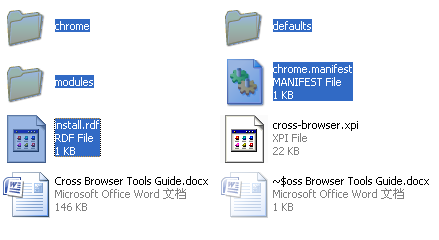 chrome
defaults
modules
chrome.manifest
MANIFEST File
1 KB
install.rdf
RDF File
1 KB
cross-browser.xpi
XPI File
22 KB
Cross Browser Tools Guide.docx
Microsoft Office Word 文档
146 KB
~$oss Browser Tools Guide.docx
Microsoft Office Word 文档
1 KB